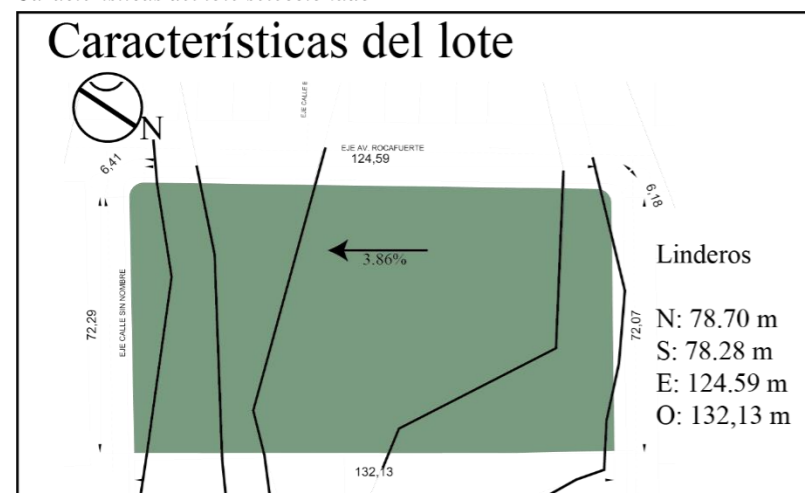 Características del lote
N
EJE CALLE E
EJE AV. ROCAFUERTE
124,59
6,41
6,18
3.86%
72,29
EJE CALLE SIN NOMBRE
72,07
Linderos
N: 78.70 m
S: 78.28 m
E: 124.59 m
O: 132,13 m
132,13